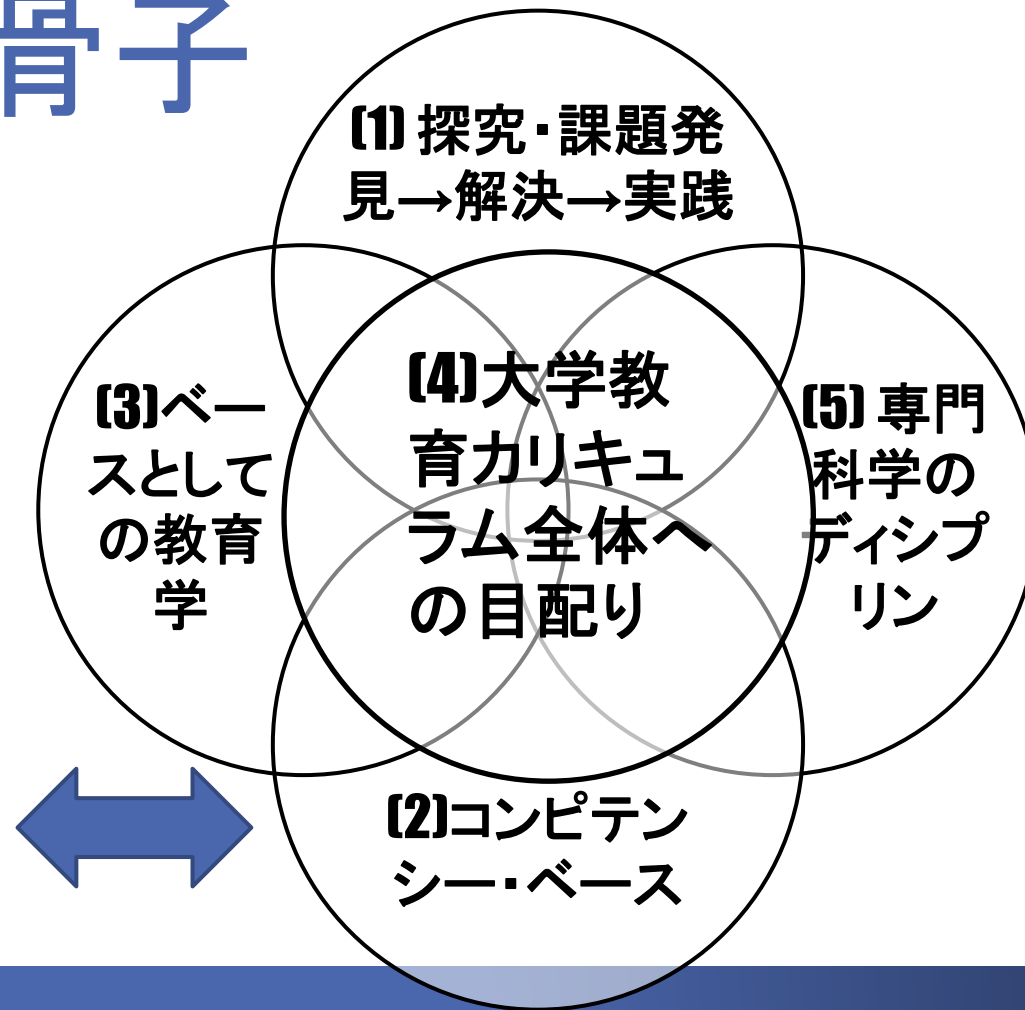 骨子
(1) 探究・課題発
見→解決→実践
(3)ベー
スとして
の教育
学
(4)大学教
育カリキュ
ラム全体へ
の目配り
(5) 専門
科学の
ディシプ
リン
(2)コンピテン
シー・ベース